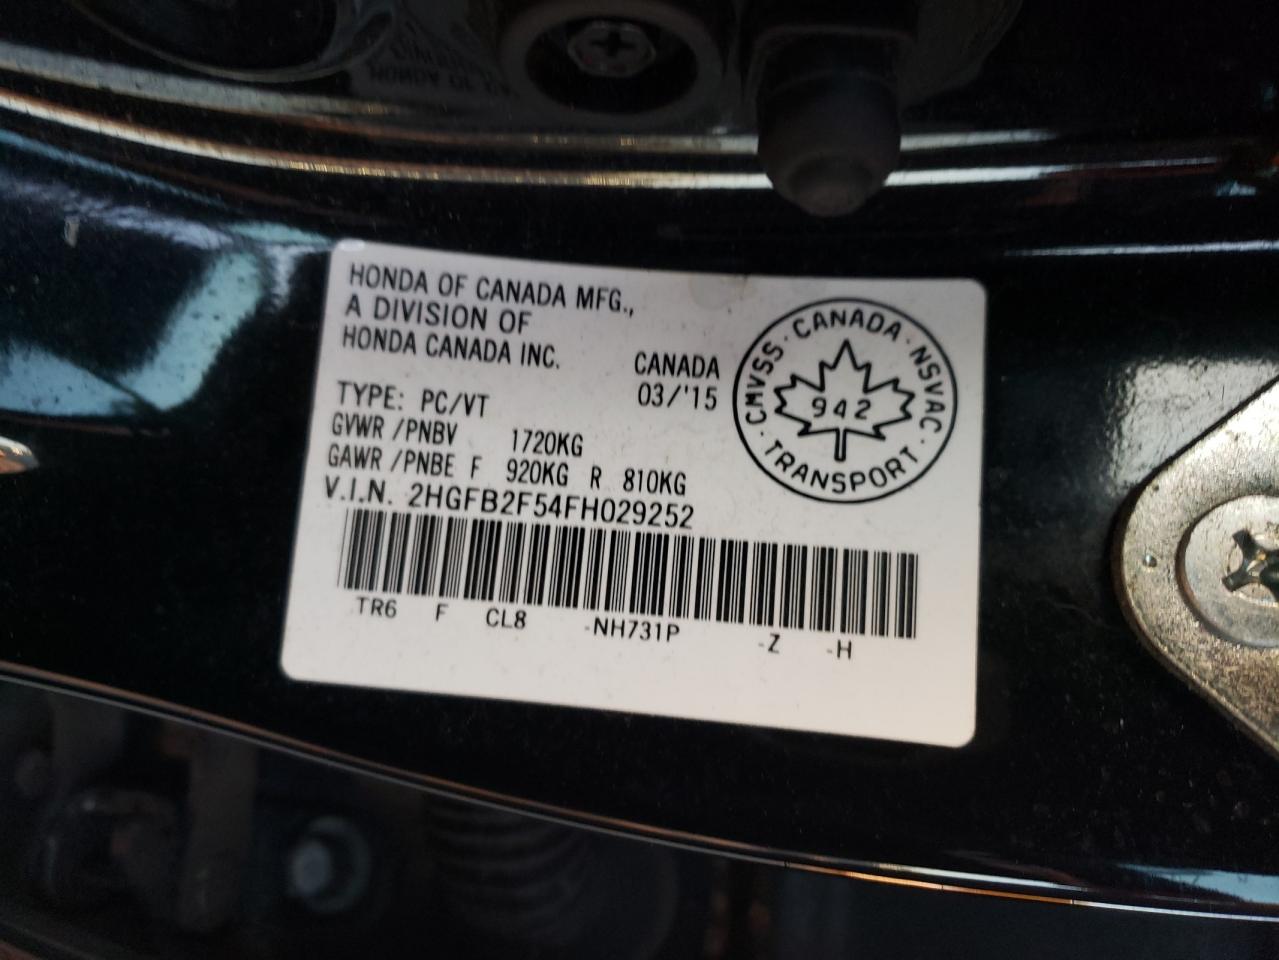 HONDA OF CANADA MFG.,
A DIVISION OF
HONDA CANADA INC.
CANADA
03/'15
TYPE: PC/VT
GVWR /PNBV 1720KG
GAWR /PNBE F 920KG R 810KG
V.I.N. 2HGFB2F54FH029252
TR6 F CL8 -NH731P -Z -H
CANADA · NSVAC · TRANSPORT · CMVSS ·
942